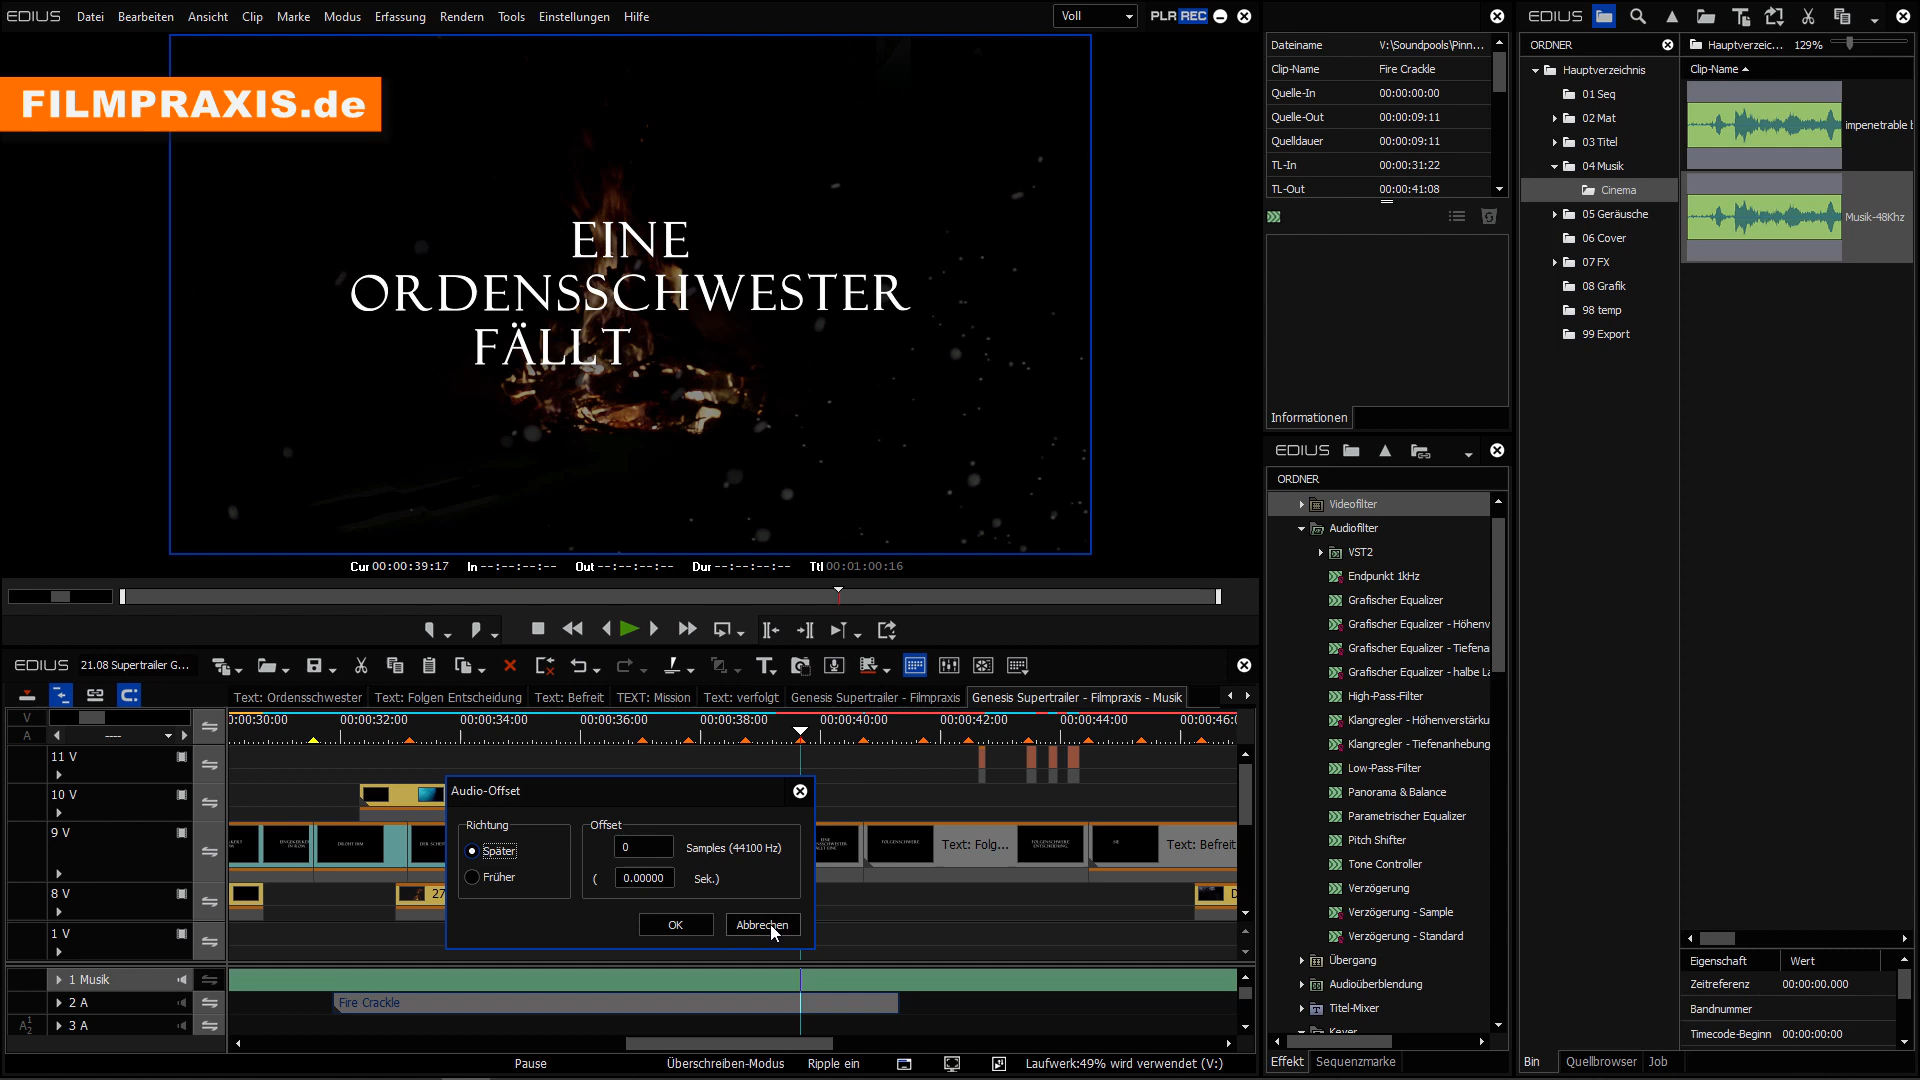 EDIUS Datei Bearbeiten Ansicht Clip Marke Modus Erfassung Rendern Tools Einstellungen Hilfe
Voll PLR REC
FILMPRAXIS.de
EINE
ORDENSSCHWESTER
FÄLLT
Cur 00:00:39:17 In --:--:--:-- Out --:--:--:-- Dur --:--:--:-- Ttl 00:01:00:16
Dateiname V:\Soundpools\Pinn...
Clip-Name Fire Crackle
Quelle-In 00:00:00:00
Quelle-Out 00:00:09:11
Quelldauer 00:00:09:11
TL-In 00:00:31:22
TL-Out 00:00:41:08
Informationen
EDIUS
ORDNER
Videofilter
Audiofilter
VST2
Endpunkt 1kHz
Grafischer Equalizer
Grafischer Equalizer - Höhenv
Grafischer Equalizer - Tiefena
Grafischer Equalizer - halbe La
High-Pass-Filter
Klangregler - Höhenverstärku
Klangregler - Tiefenanhebung
Low-Pass-Filter
Panorama & Balance
Parametrischer Equalizer
Pitch Shifter
Tone Controller
Verzögerung
Verzögerung - Sample
Verzögerung - Standard
Übergang
Audioüberblendung
Titel-Mixer
Keyer
Effekt Sequenzmarke
EDIUS
ORDNER
Hauptverzeichnis
01 Seq
02 Mat
03 Titel
04 Musik
Cinema
05 Geräusche
06 Cover
07 FX
08 Grafik
98 temp
99 Export
Hauptverzeic... 129%
Clip-Name
impenetrable b
Musik-48Khz
Eigenschaft Wert
Zeitreferenz 00:00:00.000
Bandnummer
Timecode-Beginn 00:00:00:00
Bin Quellbrowser Job
EDIUS 21.08 Supertrailer G...
Text: Ordensschwester Text: Folgen Entscheidung Text: Befreit TEXT: Mission Text: verfolgt Genesis Supertrailer - Filmpraxis Genesis Supertrailer - Filmpraxis - Musik
V
A ----
0:00:30:00 00:00:32:00 00:00:34:00 00:00:36:00 00:00:38:00 00:00:40:00 00:00:42:00 00:00:44:00 00:00:46:0
11 V
10 V
9 V
Text: Folg... Text: Befreit
8 V
27
1 V
Audio-Offset
Richtung
Später
Früher
Offset
0 Samples (44100 Hz)
( 0.00000 Sek.)
OK Abbrechen
1 Musik
2 A Fire Crackle
3 A
Pause Überschreiben-Modus Ripple ein Laufwerk:49% wird verwendet (V:)